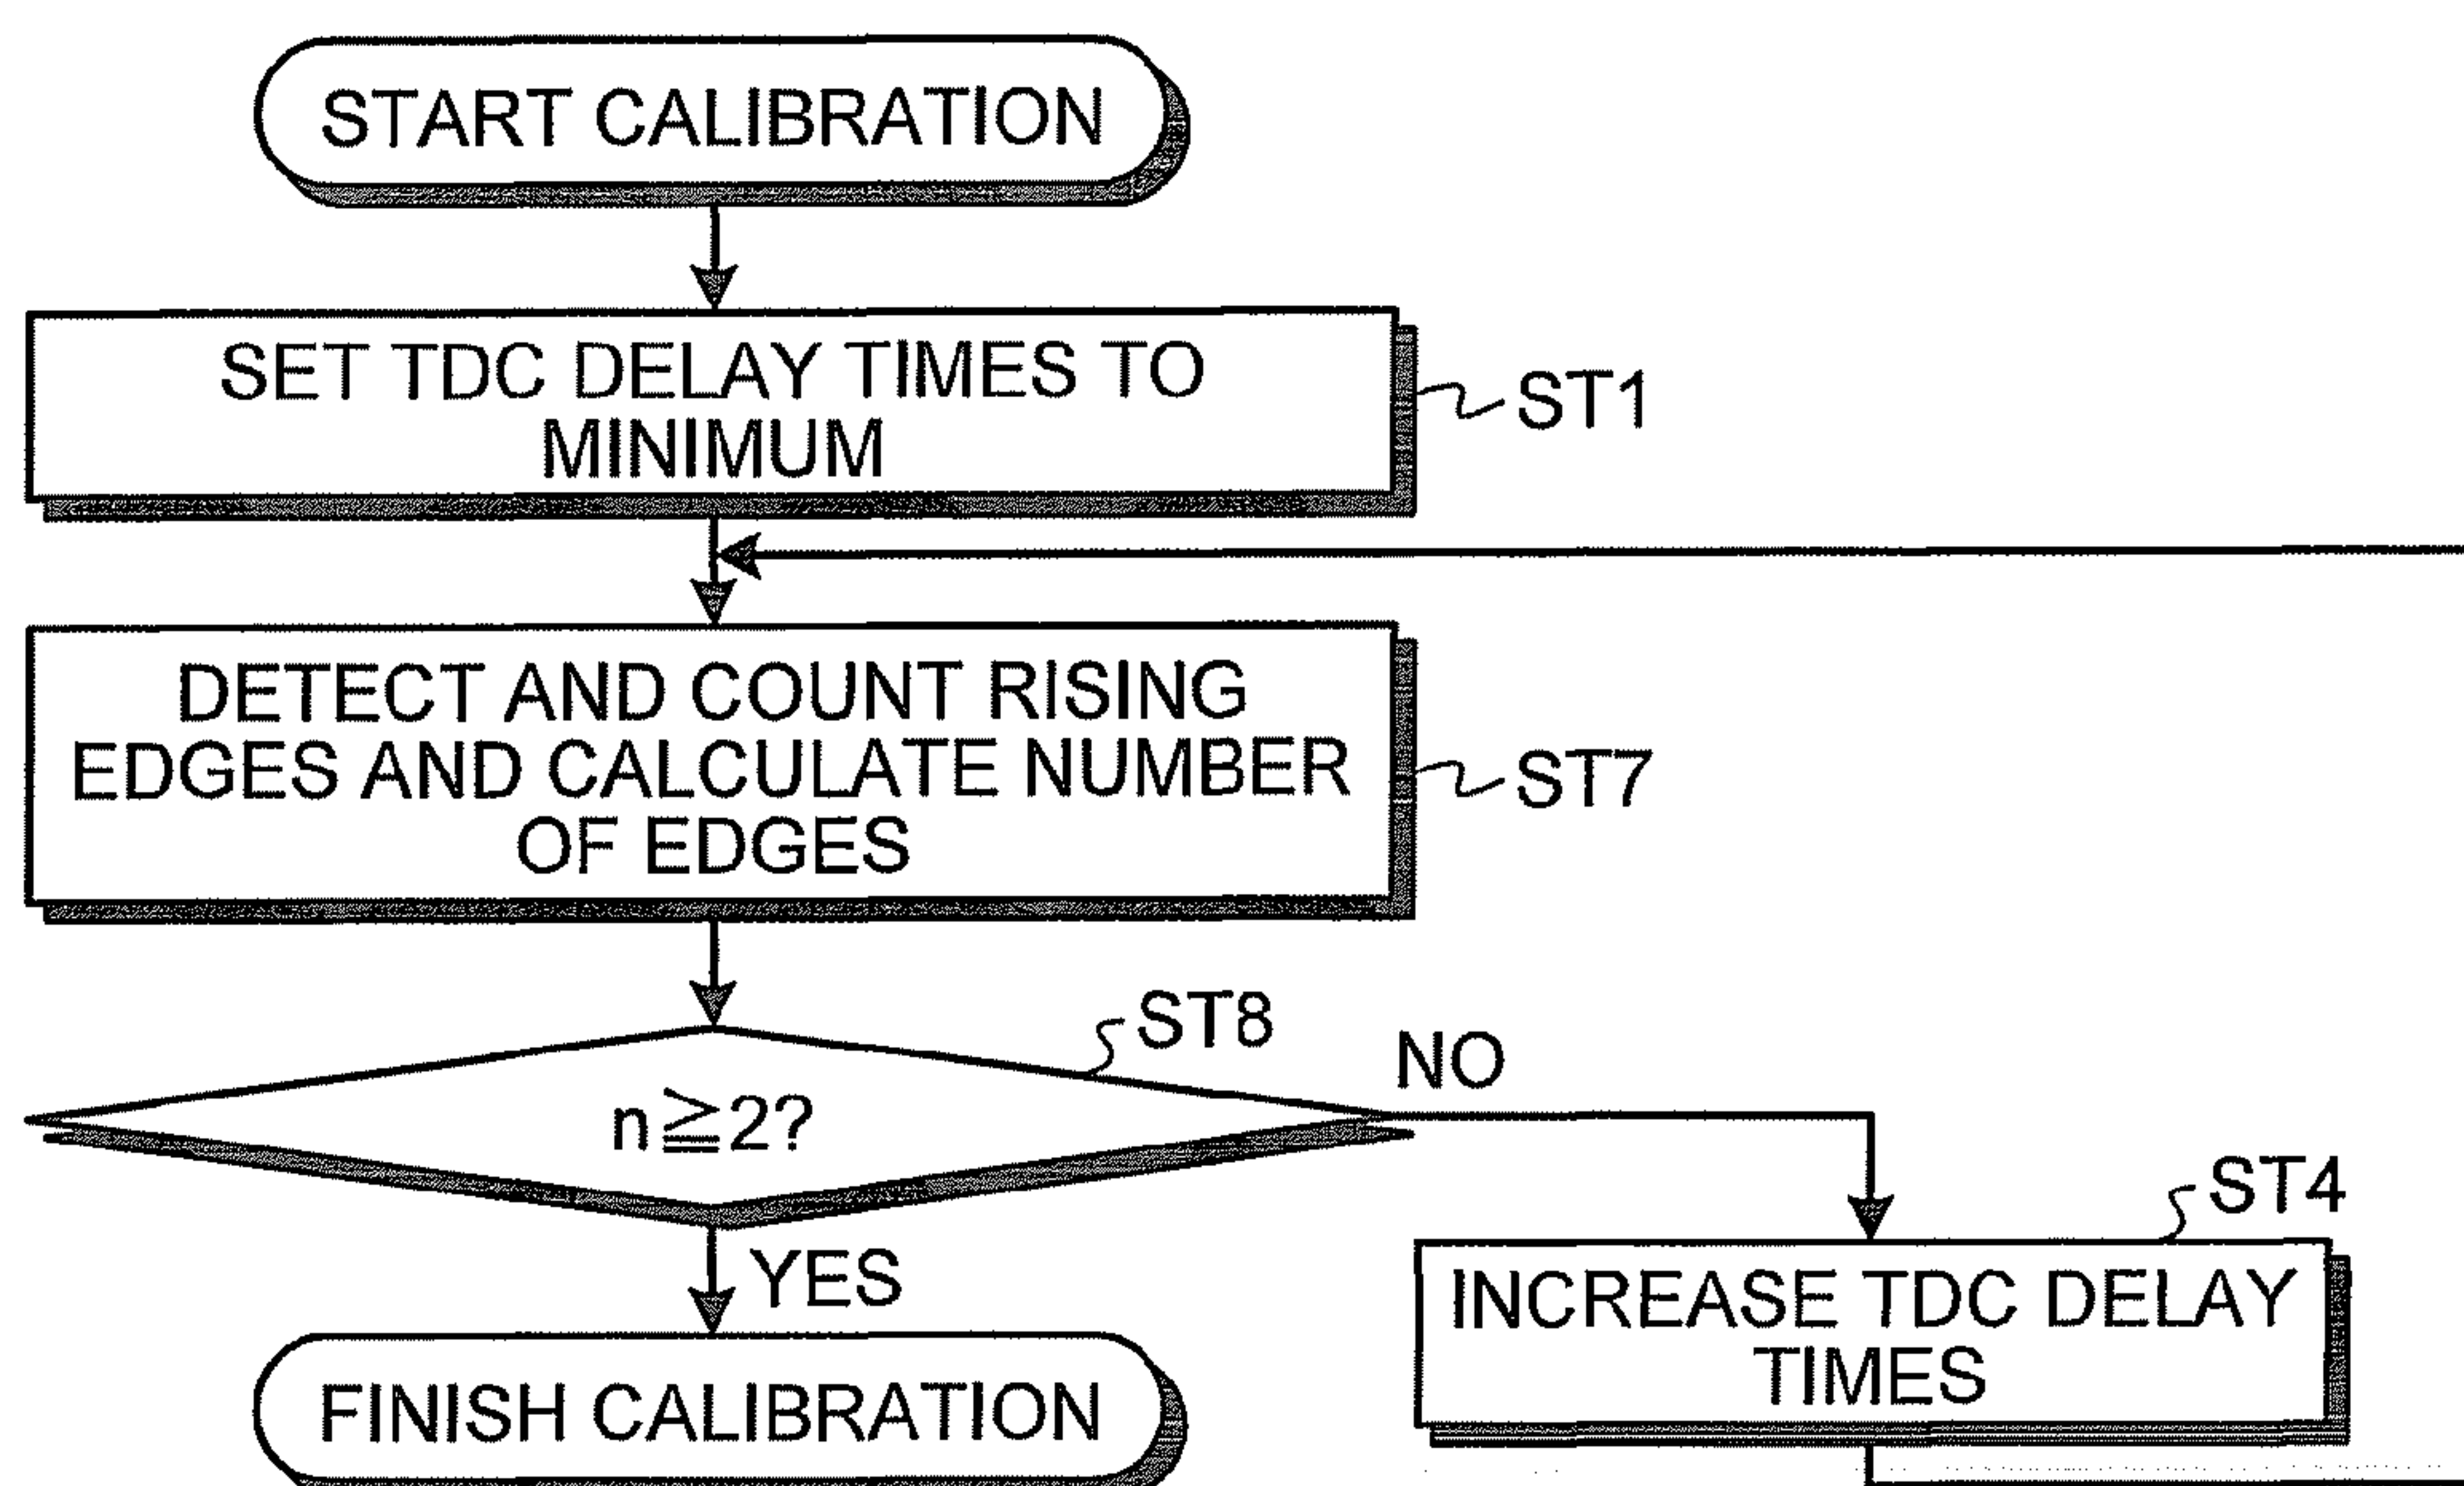 START CALIBRATION
SET TDC DELAY TIMES TO
MINIMUM
ST1
DETECT AND COUNT RISING
EDGES AND CALCULATE NUMBER
OF EDGES
ST7
ST8
NO
n≧2?
ST4
YES
INCREASE TDC DELAY
TIMES
FINISH CALIBRATION